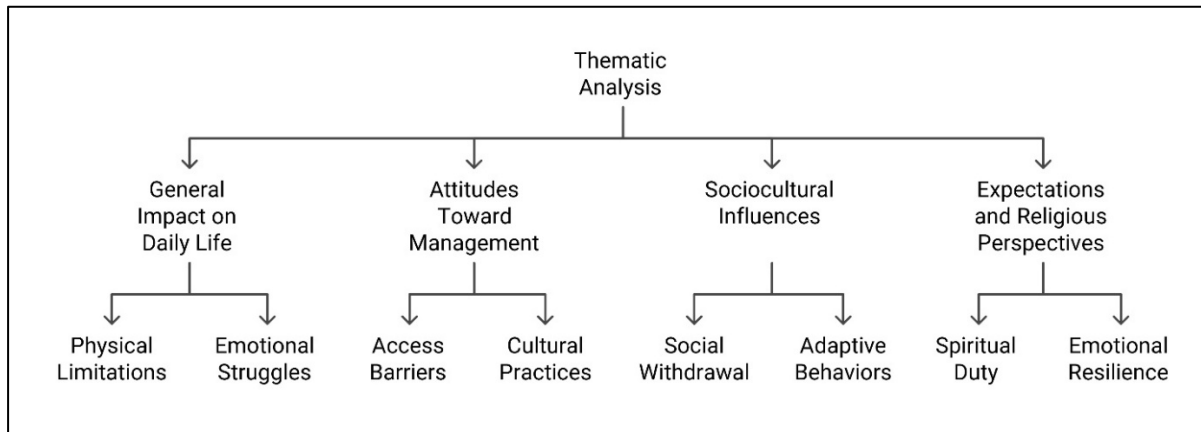 Thematic
Analysis
General
Impact on
Daily Life
Attitudes
Toward
Management
Sociocultural
Influences
Expectations
and Religious
Perspectives
Physical
Limitations
Emotional
Struggles
Access
Barriers
Cultural
Practices
Social
Withdrawal
Adaptive
Behaviors
Spiritual
Duty
Emotional
Resilience